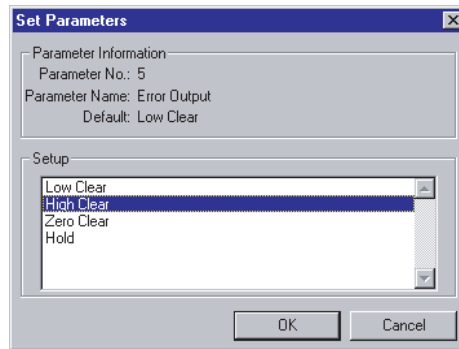 Set Parameters
Parameter Information
Parameter No.: 5
Parameter Name: Error Output
Default: Low Clear
Setup
Low Clear
High Clear
Zero Clear
Hold
OK Cancel